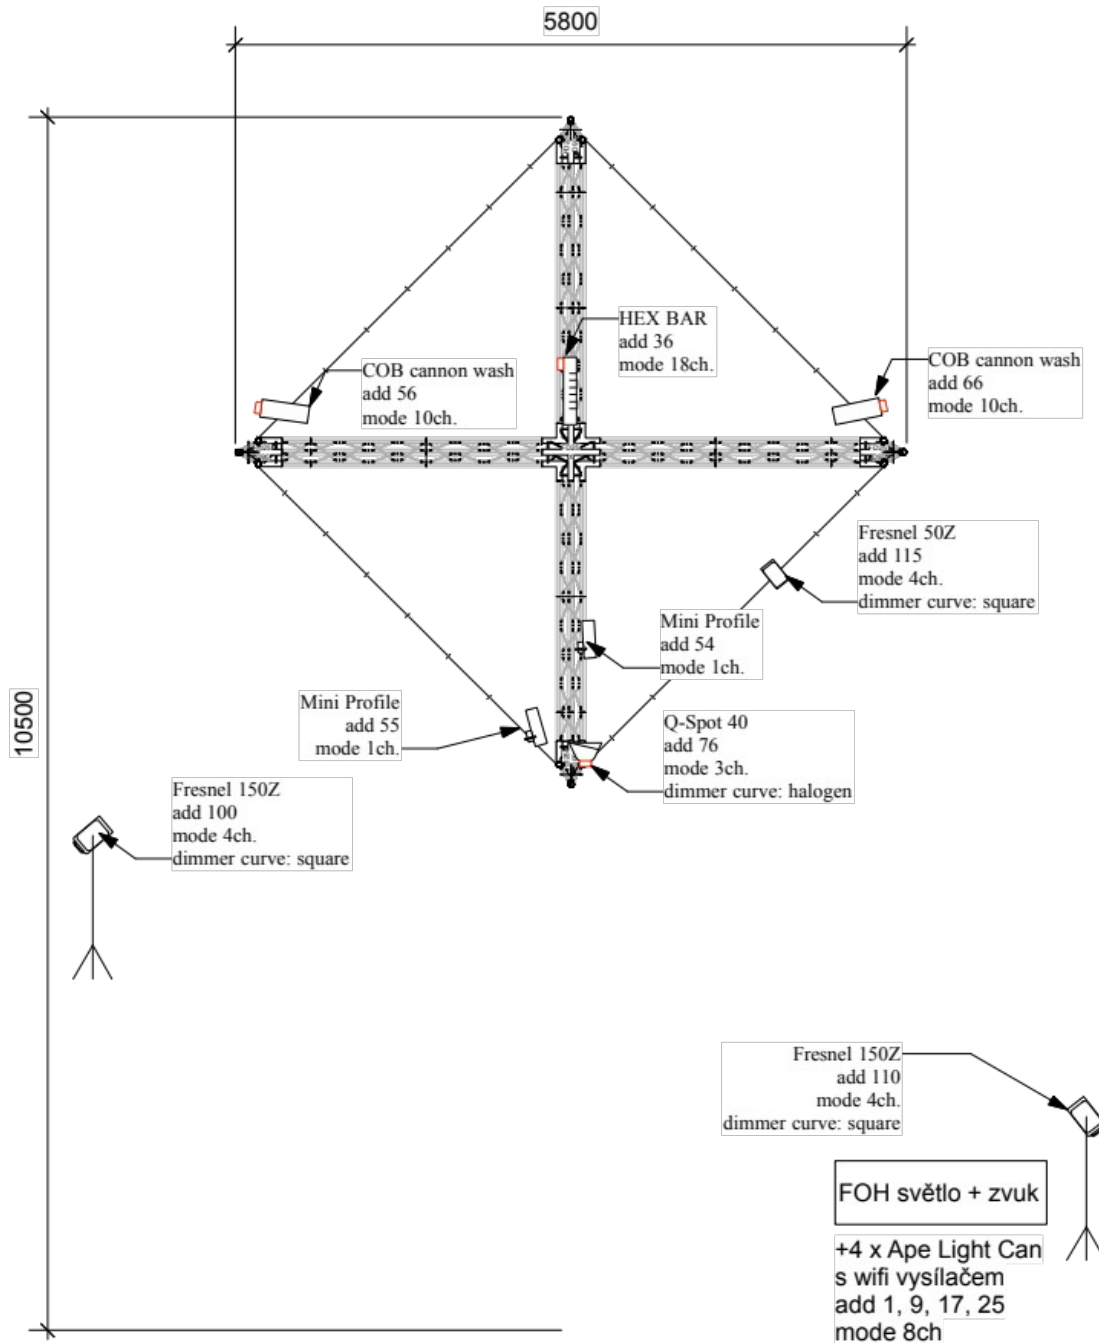 5800
HEX BAR
add 36
mode 18ch.
COB cannon wash
add 56
mode 10ch.
COB cannon wash
add 66
mode 10ch.
Fresnel 50Z
add 115
mode 4ch.
dimmer curve: square
Mini Profile
add 54
mode 1ch.
Mini Profile
add 55
mode 1ch.
Q-Spot 40
add 76
mode 3ch.
dimmer curve: halogen
10500
Fresnel 150Z
add 100
mode 4ch.
dimmer curve: square
Fresnel 150Z
add 110
mode 4ch.
dimmer curve: square
FOH světlo + zvuk
+4 x Ape Light Can
s wifi vysílačem
add 1, 9, 17, 25
mode 8ch